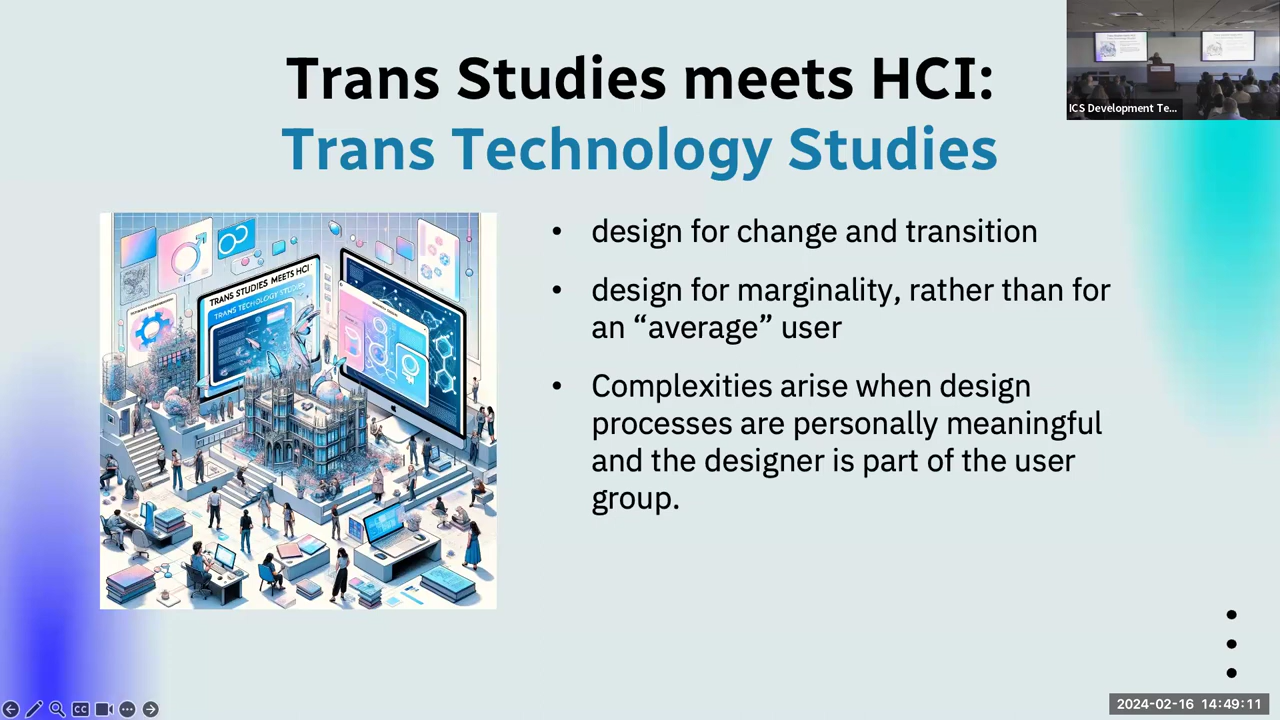 Trans Studies meets HCI:
Trans Technology Studies
ICS Development Te...
TRANS STUDIES MEETS HCI
TRANS TECHNOLOGY STUDIES
• design for change and transition
• design for marginality, rather than for
an “average” user
• Complexities arise when design
processes are personally meaningful
and the designer is part of the user
group.
CC
2024-02-16 14:49:11